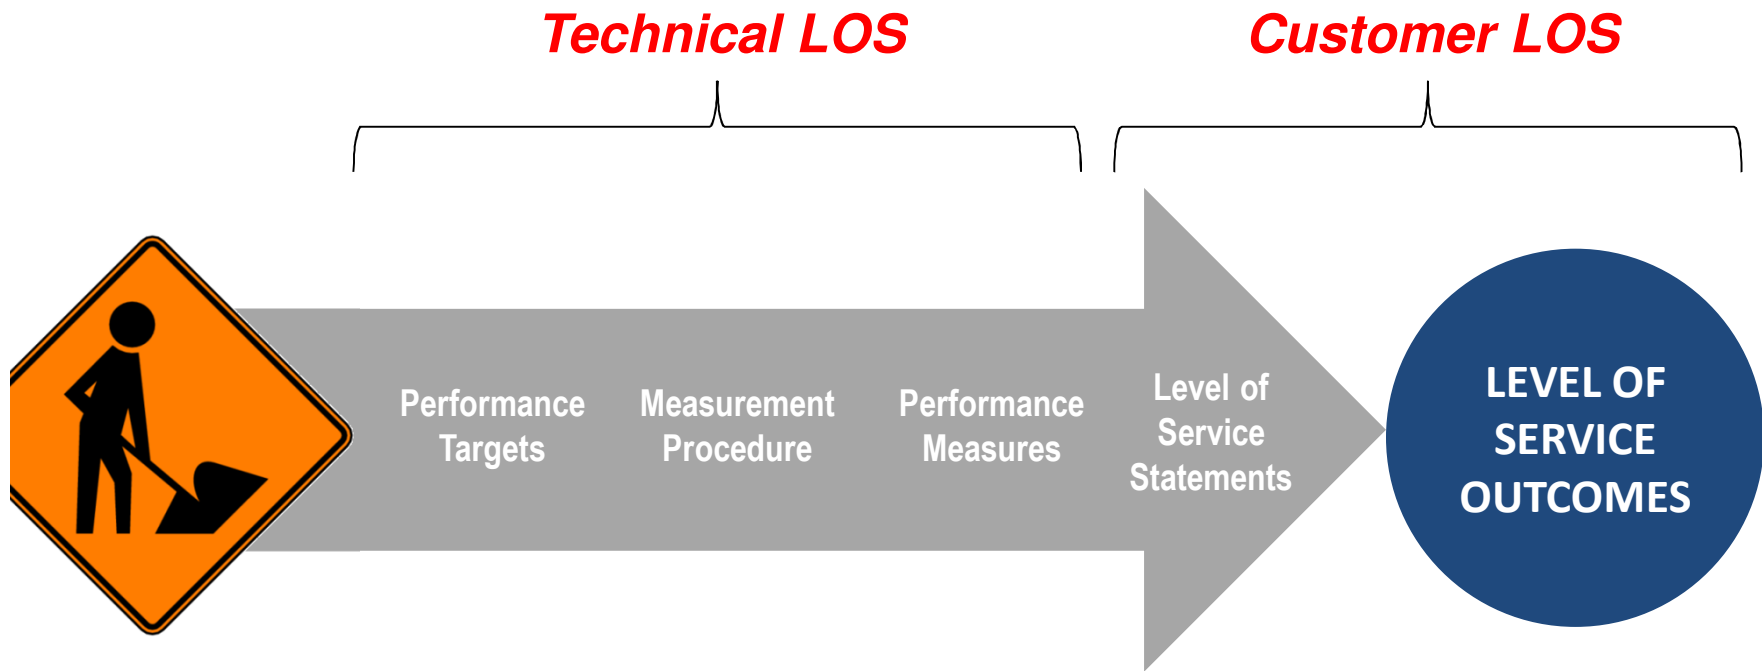 Technical LOS
Customer LOS
Performance
Targets
Measurement
Procedure
Performance
Measures
Level of
Service
Statements
LEVEL OF
SERVICE
OUTCOMES